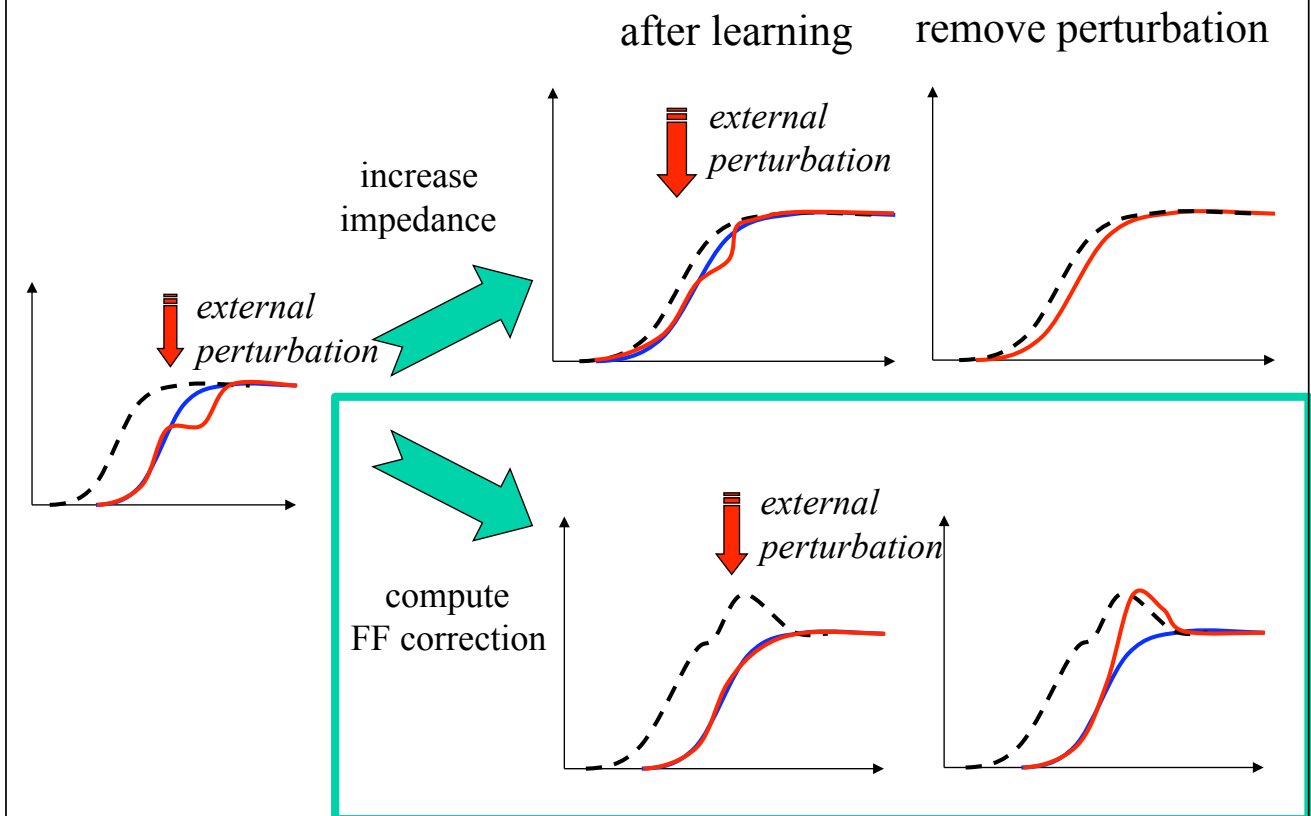 after learning
remove perturbation
external
perturbation
increase
impedance
external
perturbation
external
perturbation
compute
FF correction